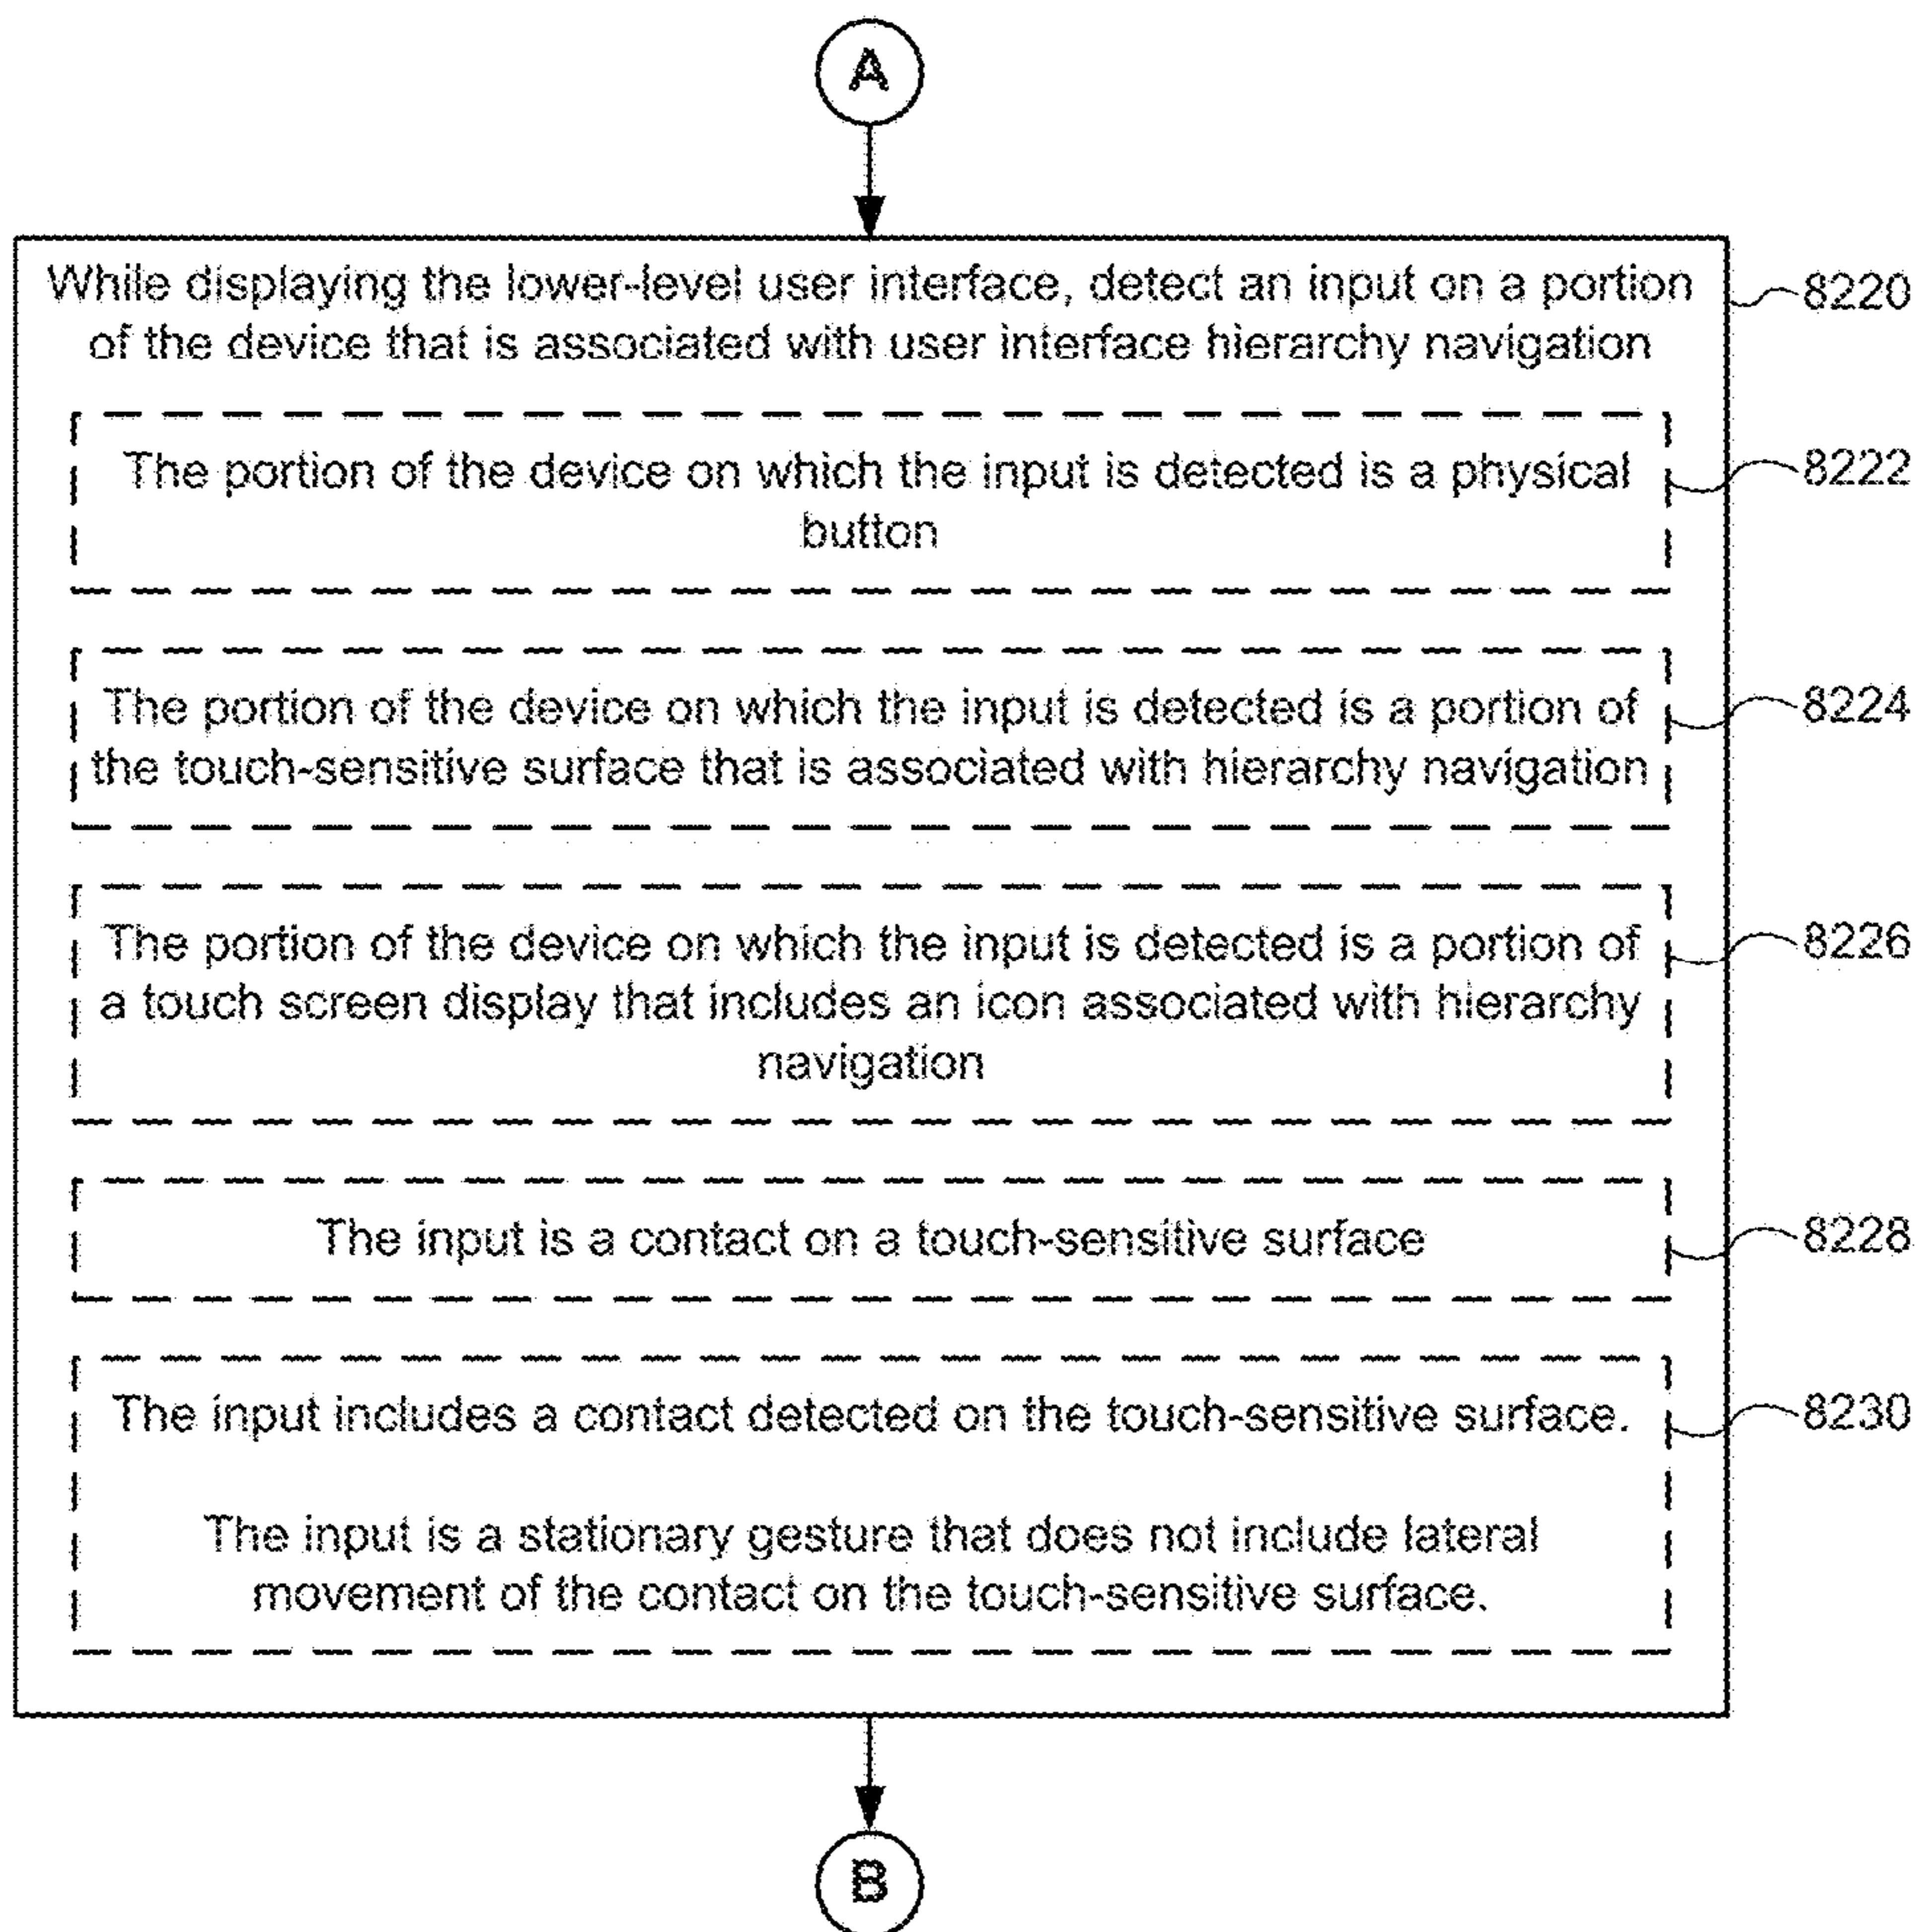 A
While displaying the lower-level user interface, detect an input on a portion
of the device that is associated with user interface hierarchy navigation
8220
The portion of the device on which the input is detected is a physical
button
8222
The portion of the device on which the input is detected is a portion of
the touch-sensitive surface that is associated with hierarchy navigation
8224
The portion of the device on which the input is detected is a portion of
a touch screen display that includes an icon associated with hierarchy
navigation
8226
The input is a contact on a touch-sensitive surface
8228
The input includes a contact detected on the touch-sensitive surface.
8230
The input is a stationary gesture that does not include lateral
movement of the contact on the touch-sensitive surface.
B